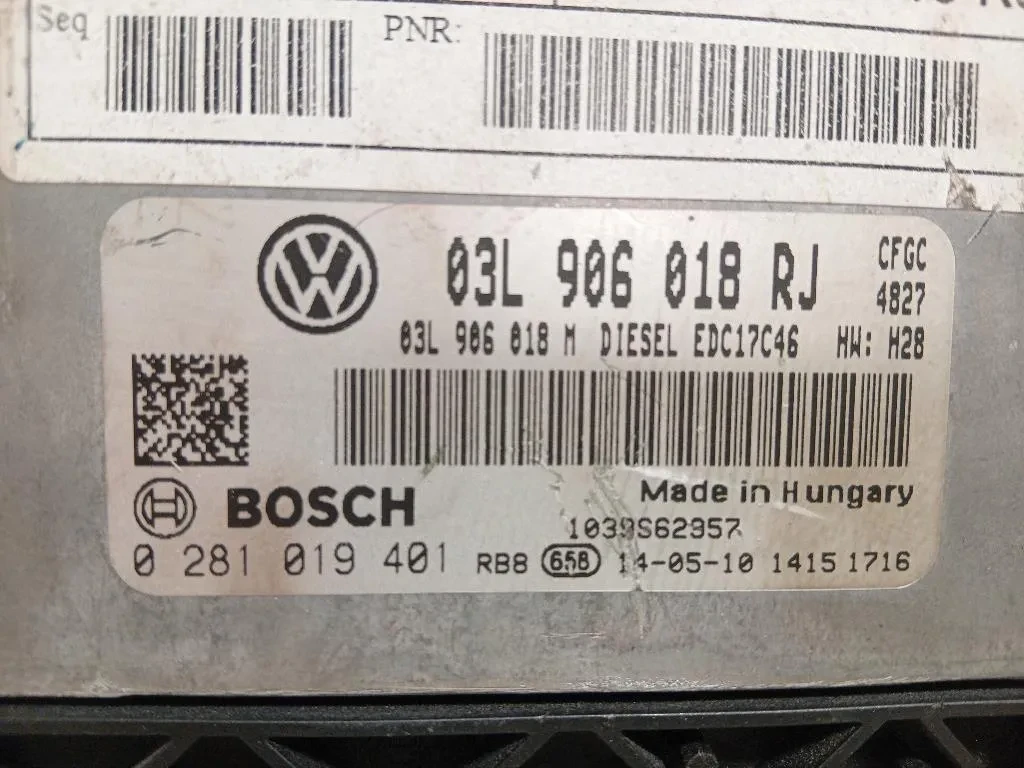 Seq PNR:
03L 906 018 RJ CFGC
4827
03L 906 018 M DIESEL EDC17C46 HW: H28
BOSCH Made in Hungary
1039S62957
0 281 019 401 RB8 658 14-05-10 1415 1716